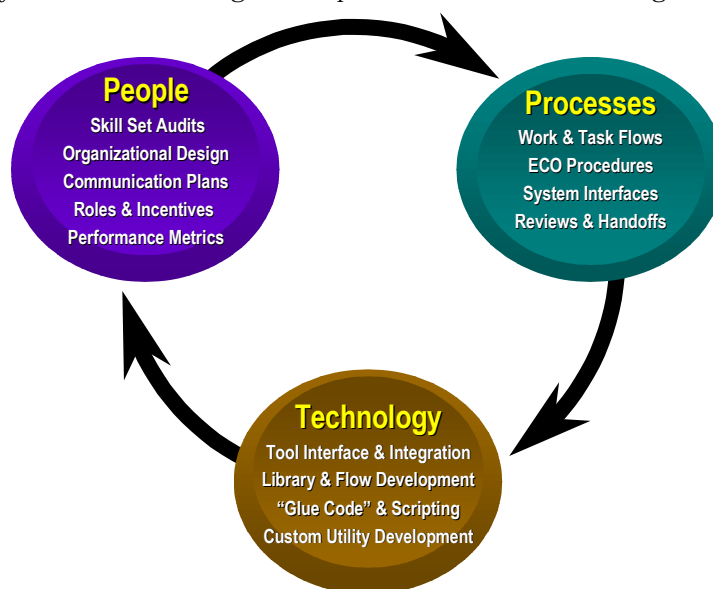 People
Skill Set Audits
Organizational Design
Communication Plans
Roles & Incentives
Performance Metrics
Processes
Work & Task Flows
ECO Procedures
System Interfaces
Reviews & Handoffs
Technology
Tool Interface & Integration
Library & Flow Development
“Glue Code” & Scripting
Custom Utility Development